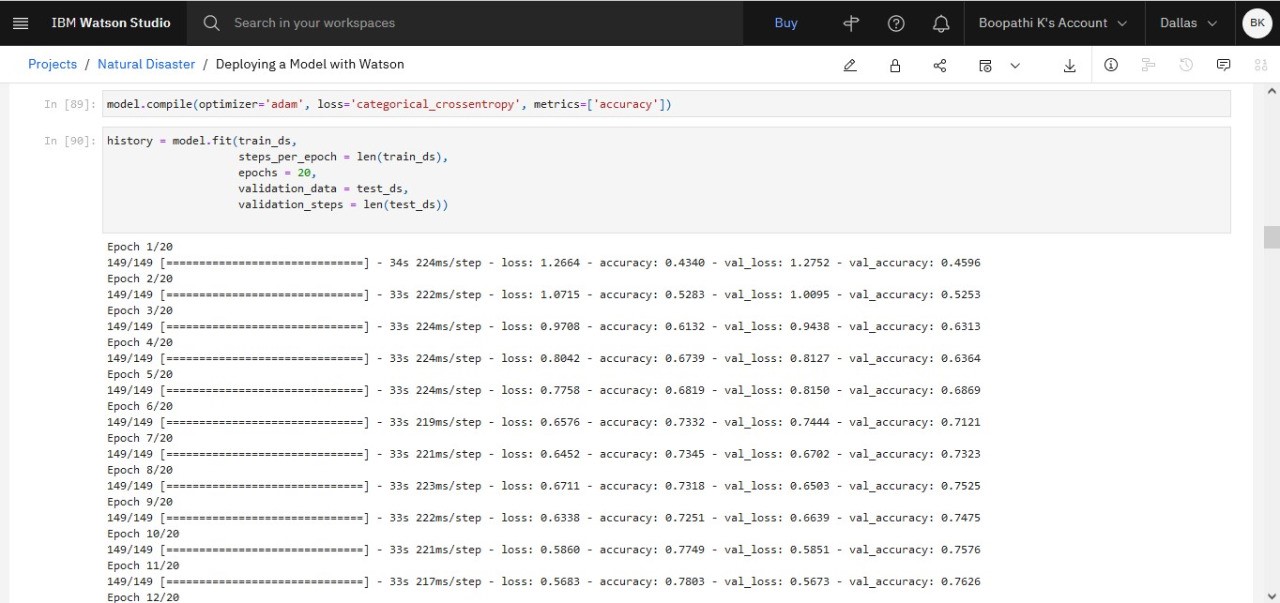 IBM Watson Studio Search in your workspaces Buy Boopathi K's Account Dallas BK
Projects / Natural Disaster / Deploying a Model with Watson
In [89]: model.compile(optimizer='adam', loss='categorical_crossentropy', metrics=['accuracy'])
In [90]: history = model.fit(train_ds,
steps_per_epoch = len(train_ds),
epochs = 20,
validation_data = test_ds,
validation_steps = len(test_ds))
Epoch 1/20
149/149 [==============================] - 34s 224ms/step - loss: 1.2664 - accuracy: 0.4340 - val_loss: 1.2752 - val_accuracy: 0.4596
Epoch 2/20
149/149 [==============================] - 33s 222ms/step - loss: 1.0715 - accuracy: 0.5283 - val_loss: 1.0095 - val_accuracy: 0.5253
Epoch 3/20
149/149 [==============================] - 33s 224ms/step - loss: 0.9708 - accuracy: 0.6132 - val_loss: 0.9438 - val_accuracy: 0.6313
Epoch 4/20
149/149 [==============================] - 33s 224ms/step - loss: 0.8042 - accuracy: 0.6739 - val_loss: 0.8127 - val_accuracy: 0.6364
Epoch 5/20
149/149 [==============================] - 33s 224ms/step - loss: 0.7758 - accuracy: 0.6819 - val_loss: 0.8150 - val_accuracy: 0.6869
Epoch 6/20
149/149 [==============================] - 33s 219ms/step - loss: 0.6576 - accuracy: 0.7332 - val_loss: 0.7444 - val_accuracy: 0.7121
Epoch 7/20
149/149 [==============================] - 33s 221ms/step - loss: 0.6452 - accuracy: 0.7345 - val_loss: 0.6702 - val_accuracy: 0.7323
Epoch 8/20
149/149 [==============================] - 33s 223ms/step - loss: 0.6711 - accuracy: 0.7318 - val_loss: 0.6503 - val_accuracy: 0.7525
Epoch 9/20
149/149 [==============================] - 33s 222ms/step - loss: 0.6338 - accuracy: 0.7251 - val_loss: 0.6639 - val_accuracy: 0.7475
Epoch 10/20
149/149 [==============================] - 33s 221ms/step - loss: 0.5860 - accuracy: 0.7749 - val_loss: 0.5851 - val_accuracy: 0.7576
Epoch 11/20
149/149 [==============================] - 33s 217ms/step - loss: 0.5683 - accuracy: 0.7803 - val_loss: 0.5673 - val_accuracy: 0.7626
Epoch 12/20